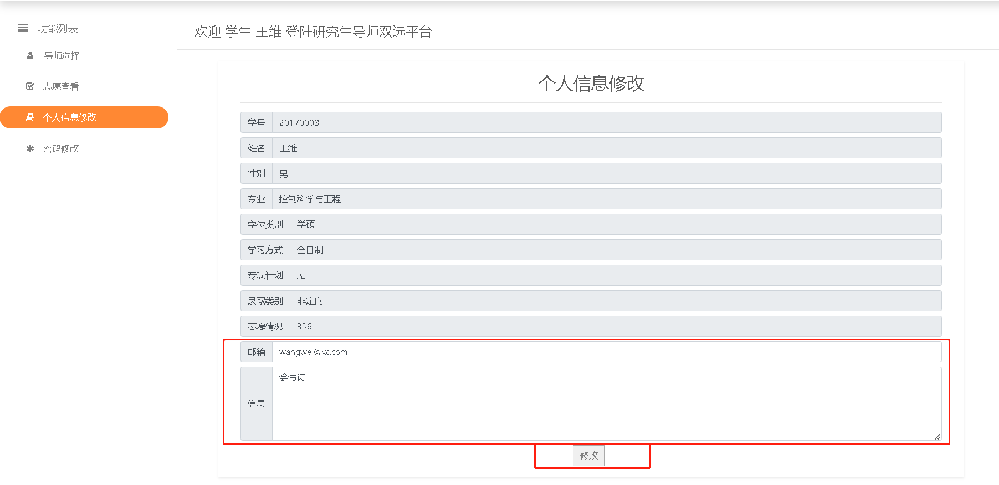 功能列表
导师选择
志愿查看
个人信息修改
密码修改
欢迎 学生 王维 登陆研究生导师双选平台
个人信息修改
学号 20170008
姓名 王维
性别 男
专业 控制科学与工程
学位类别 学硕
学习方式 全日制
专项计划 无
录取类别 非定向
志愿情况 356
邮箱 wangwei@xc.com
信息 会写诗
修改